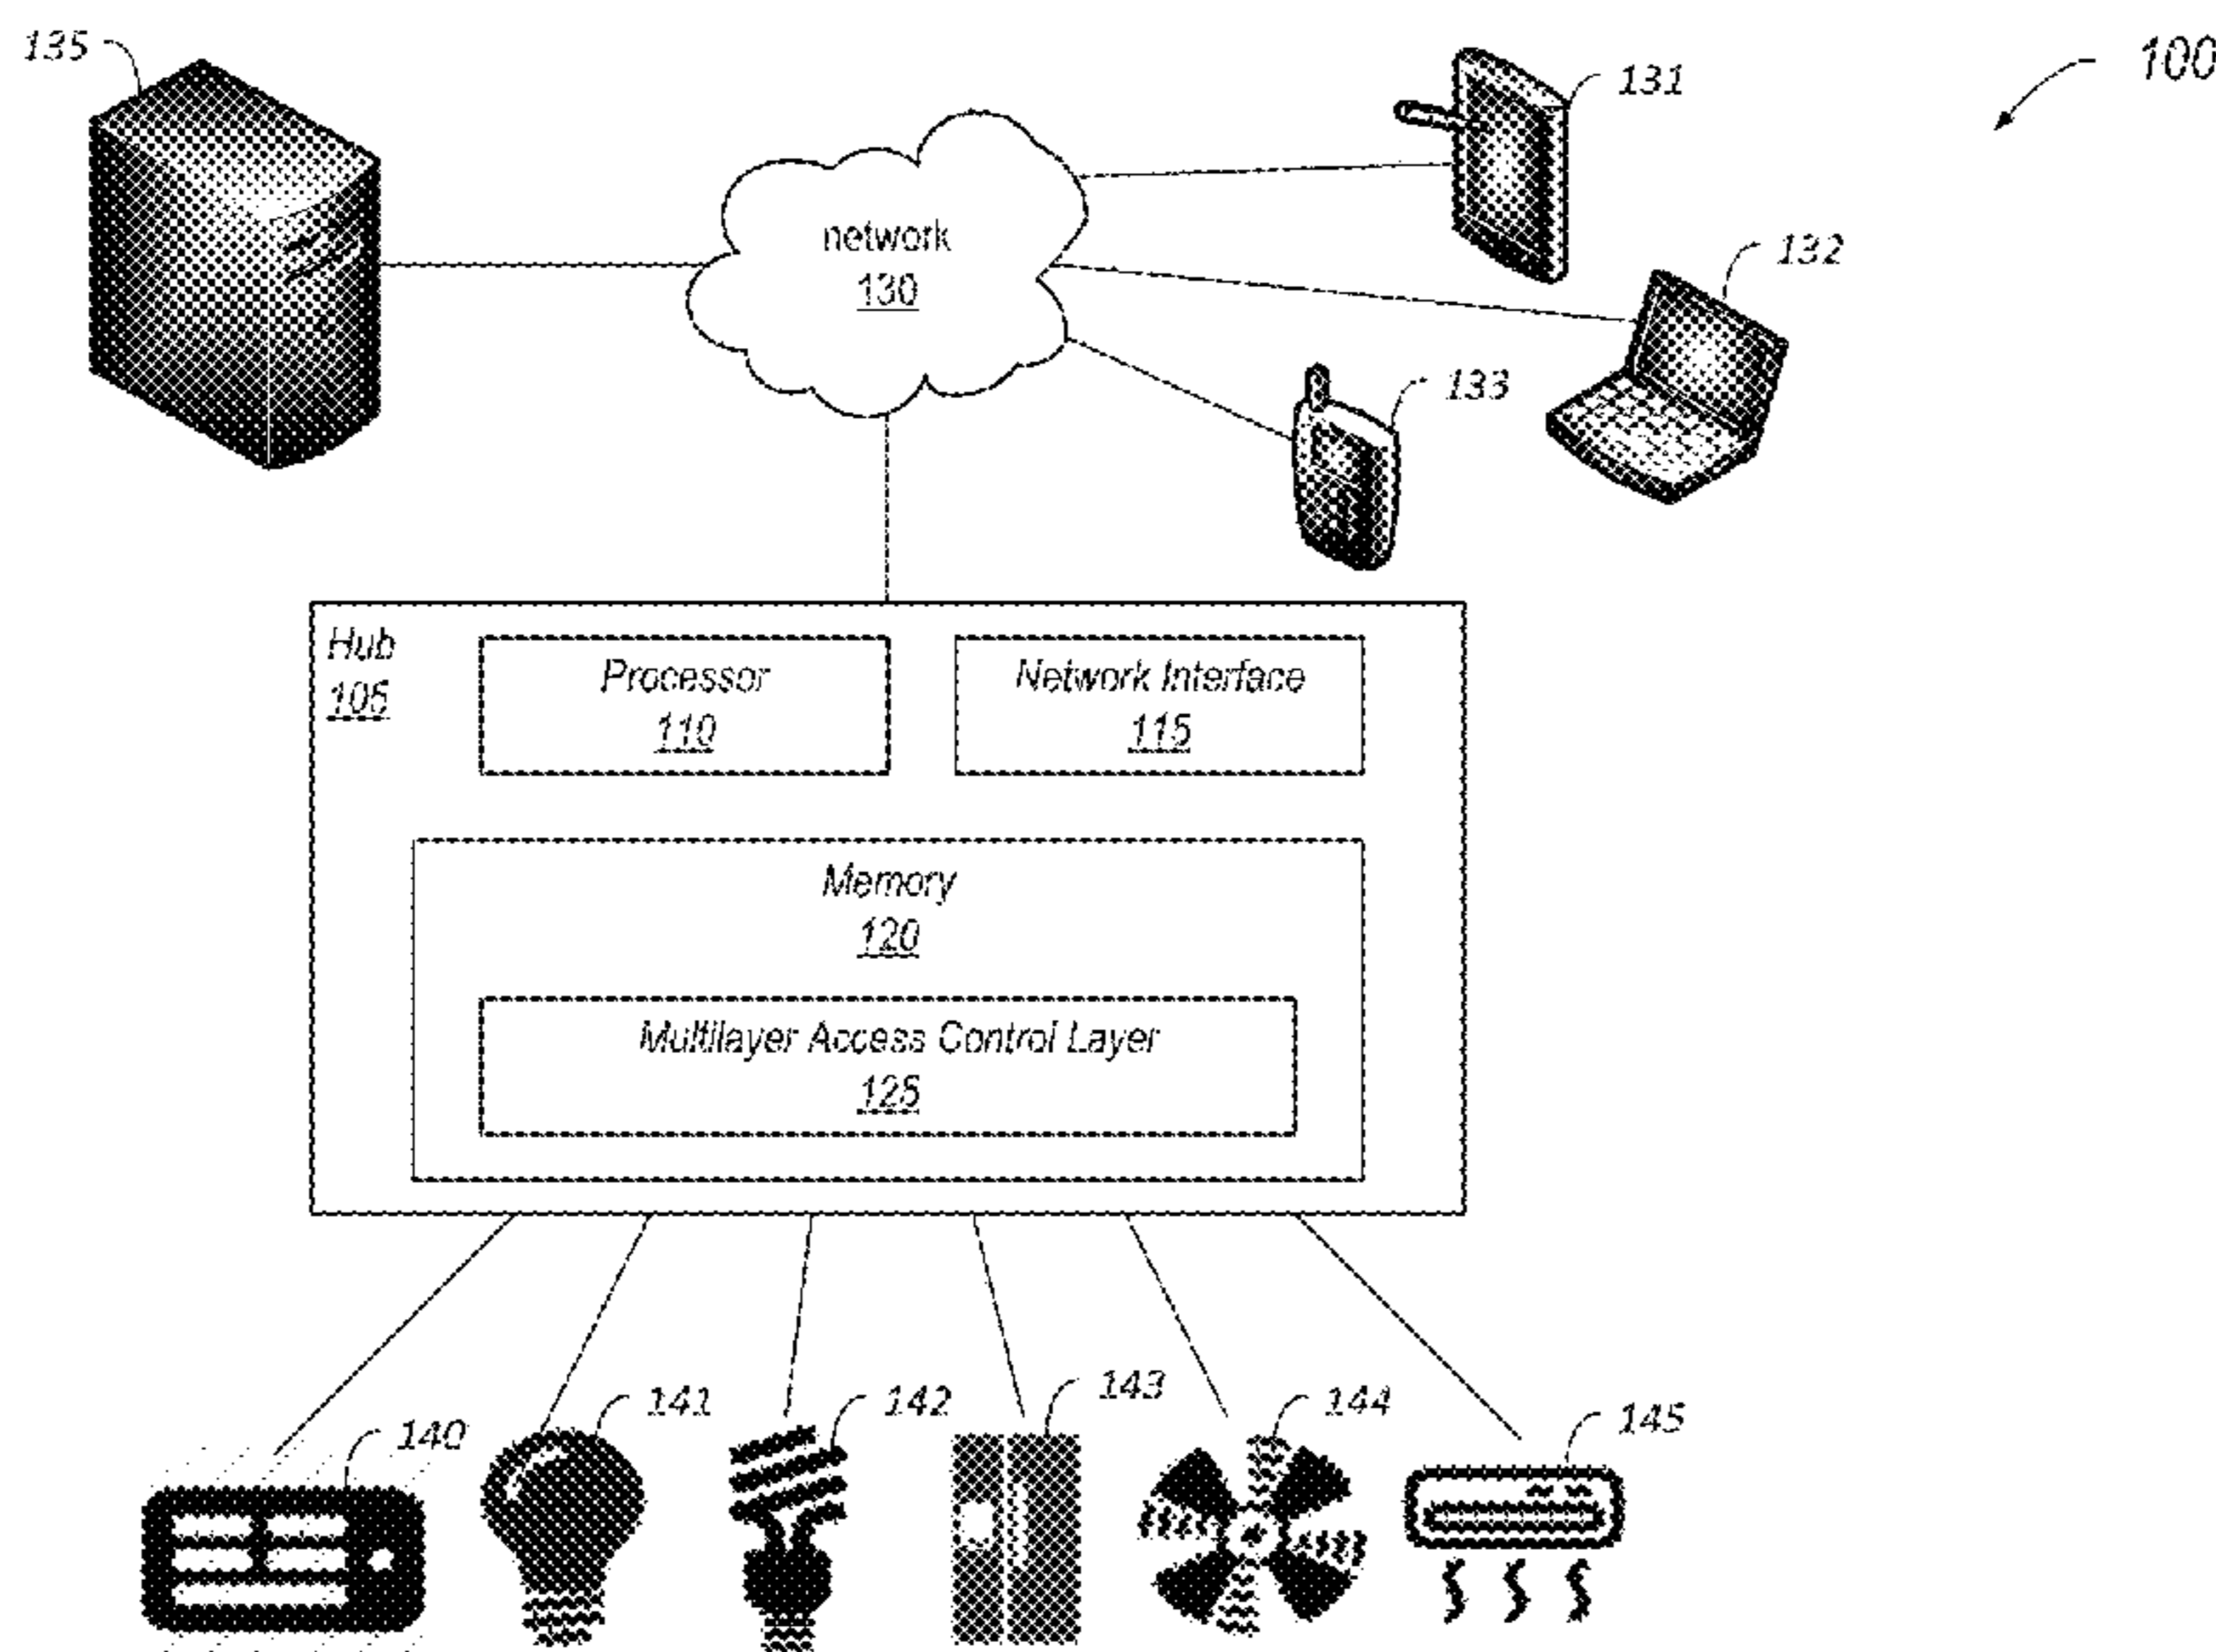 135
131
100
132
network
130
133
Hub
105
Processor
110
Network Interface
115
Memory
120
Multilayer Access Control Layer
125
140
141
142
143
144
145